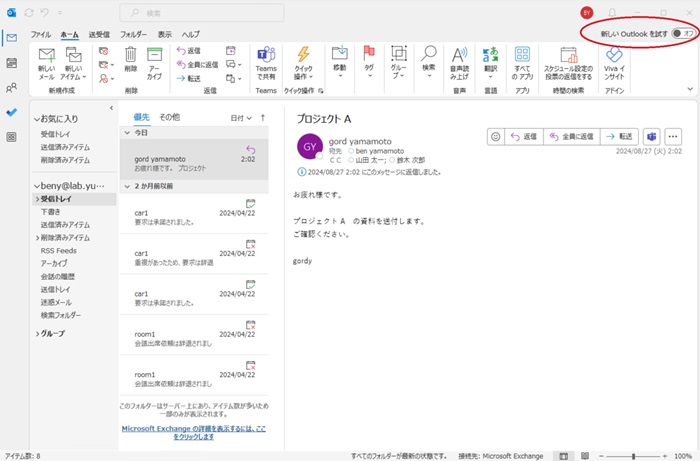 検索
BY
ファイル ホーム 送受信 フォルダー 表示 ヘルプ
新しい Outlook を試す オフ
新しい メール
新しい アイテム
削除
アー カイブ
返信
全員に返信
転送
Teams で共有
クイック 操作
移動
タグ
グルー プ
検索
音声読 み上げ
翻訳
すべて の アプリ
スケジュール設定の 投票の返信をする
Viva イ ンサイト
新規作成 削除 返信 Teams クイック操作 音声 言語 アプリ 時間の検索 アドイン
お気に入り
受信トレイ
送信済みアイテム
削除済みアイテム
beny@lab.yu...
受信トレイ
下書き
送信済みアイテム
削除済みアイテム
RSS Feeds
アーカイブ
会話の履歴
送信トレイ
迷惑メール
検索フォルダー
グループ
優先 その他 日付
今日
gord yamamoto
2:02
お疲れ様です。 プロジェクト
2 か月前以前
car1
2024/04/22
要求は承認されました。
car1
2024/04/22
重複があったため、要求は辞退
car1
2024/04/22
要求は承認されました。
room1
2024/04/22
会議出席依頼は辞退されまし
room1
2024/04/22
会議出席依頼は辞退されまし
このフォルダーはサーバー上にあり、アイテム数が多いため
一部のみが表示されます。
Microsoft Exchange の詳細を表示するには、ここ
をクリックします
プロジェクト A
GY
gord yamamoto
宛先 ben yamamoto
C C 山田 太一; 鈴木 次郎
返信 全員に返信 転送
2024/08/27 (火) 2:02
2024/08/27 2:02 にこのメッセージに返信しました。
お疲れ様です。
プロジェクト A の資料を送付します。
ご確認ください。
gordy
アイテム数: 8
すべてのフォルダーが最新の状態です。 接続先: Microsoft Exchange
100%